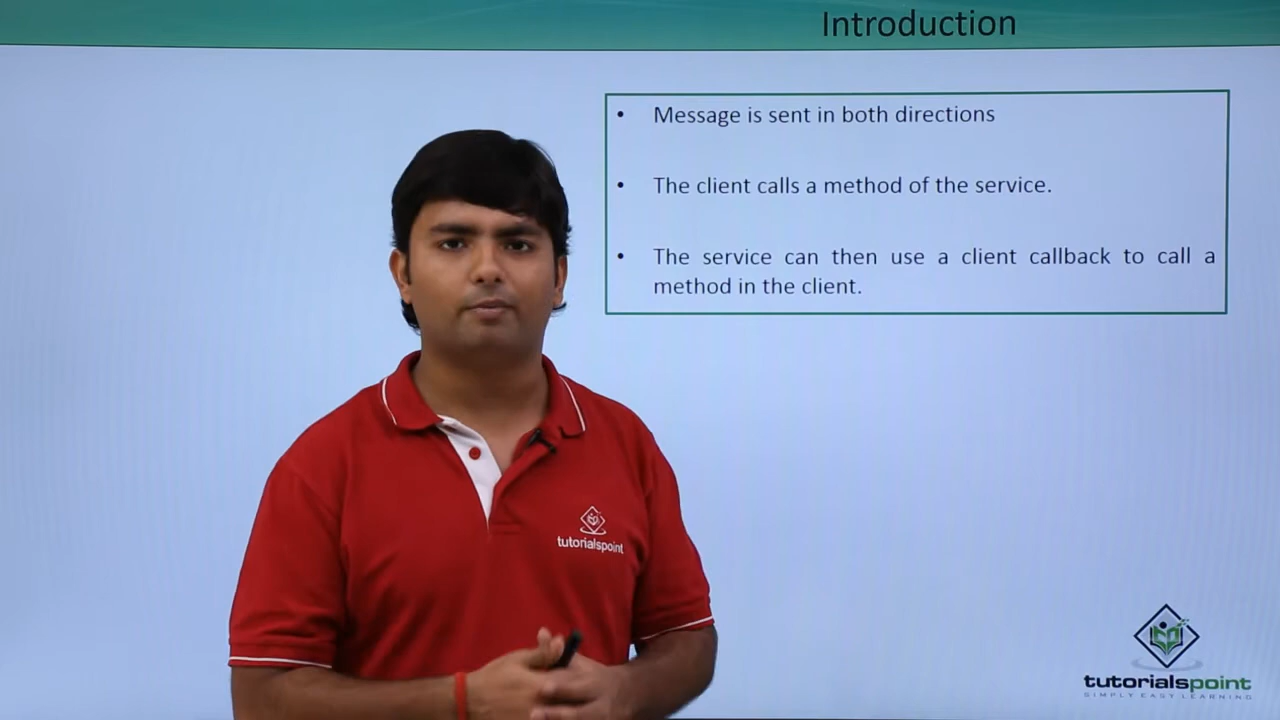 Introduction
• Message is sent in both directions
• The client calls a method of the service.
• The service can then use a client callback to call a
method in the client.
tutorialspoint
tutorialspoint
SIMPLY EASY LEARNING